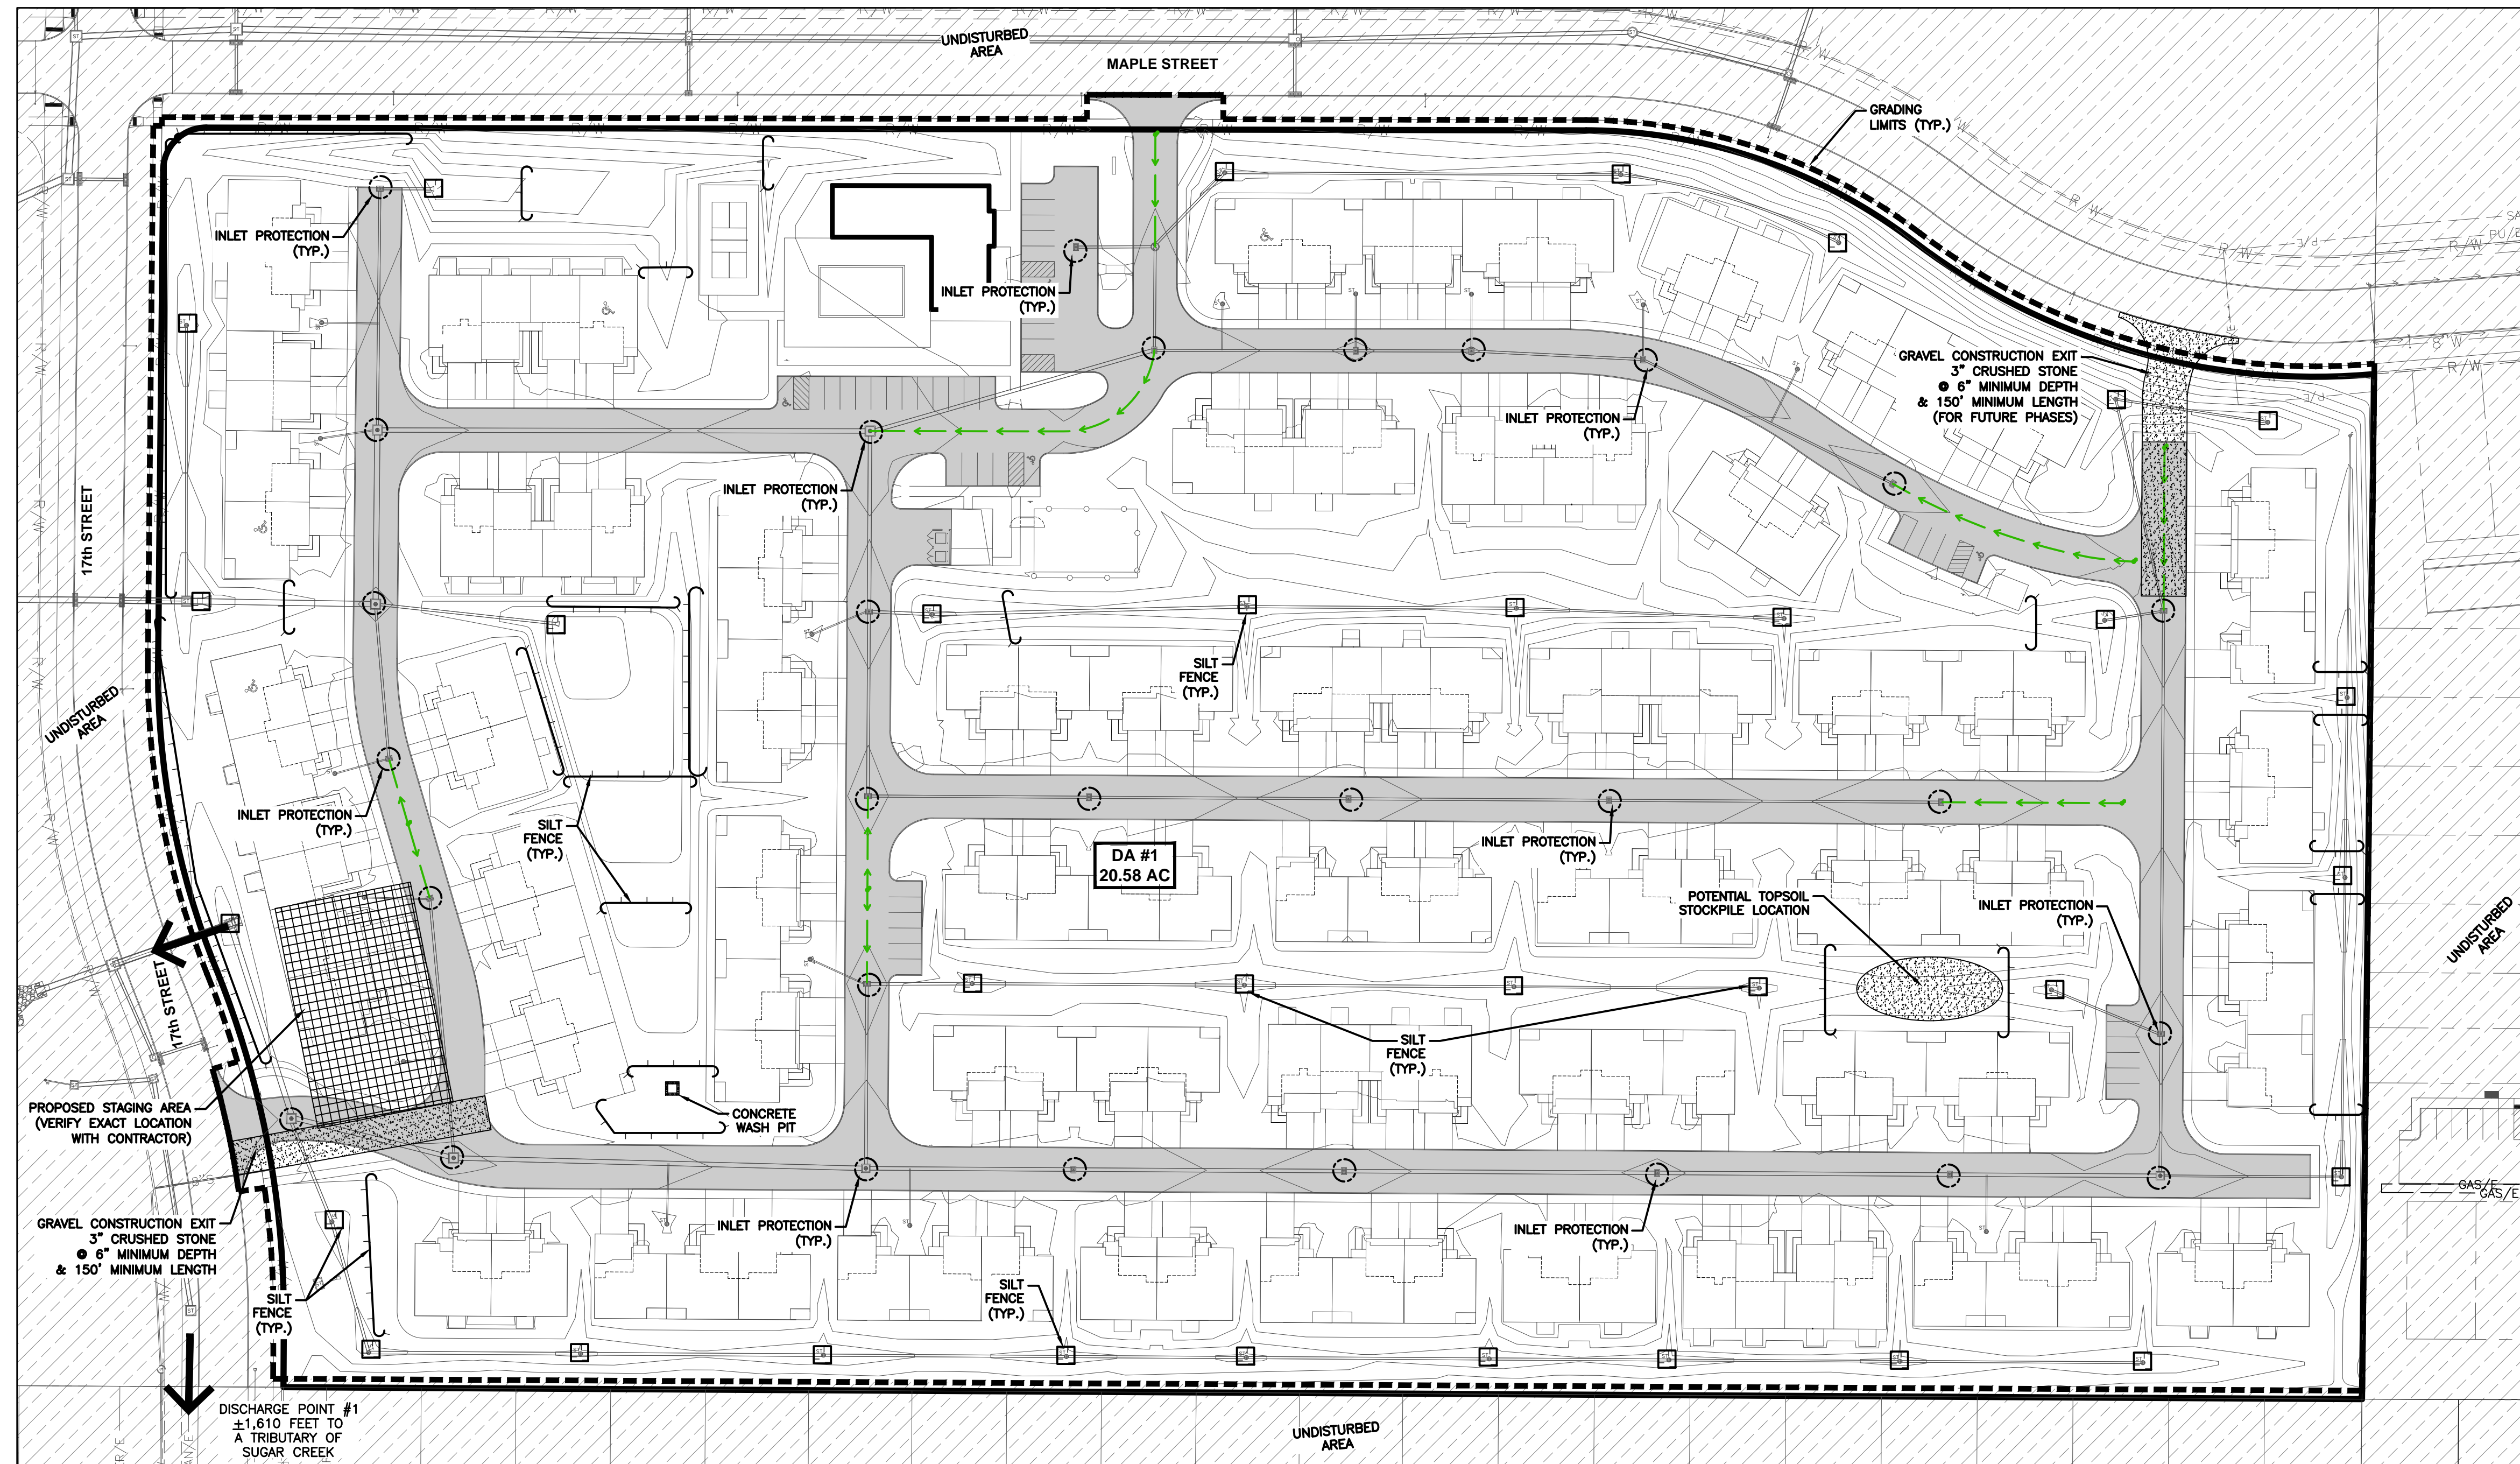 UNDISTURBED
AREA
MAPLE STREET
GRADING
LIMITS (TYP.)
INLET PROTECTION
(TYP.)
INLET PROTECTION
(TYP.)
GRAVEL CONSTRUCTION EXIT
3" CRUSHED STONE
@ 6" MINIMUM DEPTH
& 150' MINIMUM LENGTH
(FOR FUTURE PHASES)
INLET PROTECTION
(TYP.)
INLET PROTECTION
(TYP.)
17th STREET
SILT
FENCE
(TYP.)
UNDISTURBED
AREA
INLET PROTECTION
(TYP.)
SILT
FENCE
(TYP.)
INLET PROTECTION
(TYP.)
DA #1
20.58 AC
POTENTIAL TOPSOIL
STOCKPILE LOCATION
INLET PROTECTION
(TYP.)
UNDISTURBED
AREA
17th STREET
SILT
FENCE
(TYP.)
PROPOSED STAGING AREA
(VERIFY EXACT LOCATION
WITH CONTRACTOR)
CONCRETE
WASH PIT
GRAVEL CONSTRUCTION EXIT
3" CRUSHED STONE
@ 6" MINIMUM DEPTH
& 150' MINIMUM LENGTH
INLET PROTECTION
(TYP.)
INLET PROTECTION
(TYP.)
SILT
FENCE
(TYP.)
SILT
FENCE
(TYP.)
GAS/E
GAS/E
DISCHARGE POINT #1
±1,610 FEET TO
A TRIBUTARY OF
SUGAR CREEK
UNDISTURBED
AREA